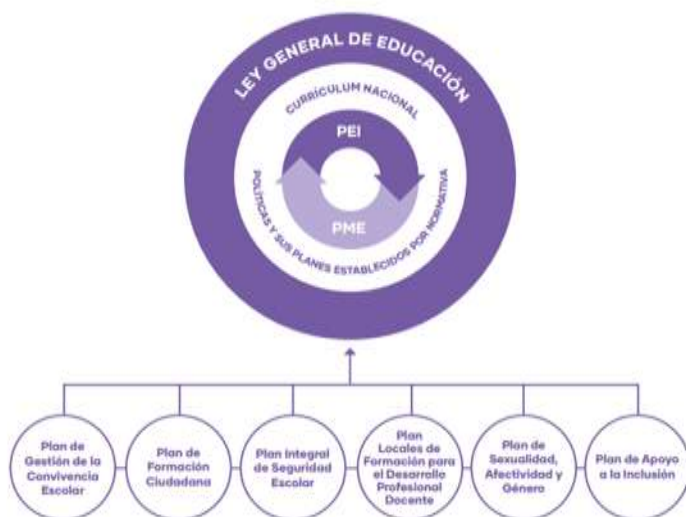 LEY GENERAL DE EDUCACIÓN
CURRÍCULUM NACIONAL
PEI
PME
POLÍTICAS Y SUS PLANES ESTABLECIDOS POR NORMATIVA
Plan de
Gestión de la
Convivencia
Escolar
Plan de
Formación
Ciudadana
Plan Integral
de Seguridad
Escolar
Plan
Locales de
Formación para
el Desarrollo
Profesional
Docente
Plan de
Sexualidad,
Afectividad y
Género
Plan de Apoyo
a la Inclusión